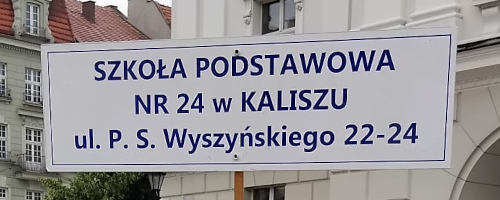 SZKOŁA PODSTAWOWA
NR 24 w KALISZU
ul. P. S. Wyszyńskiego 22-24